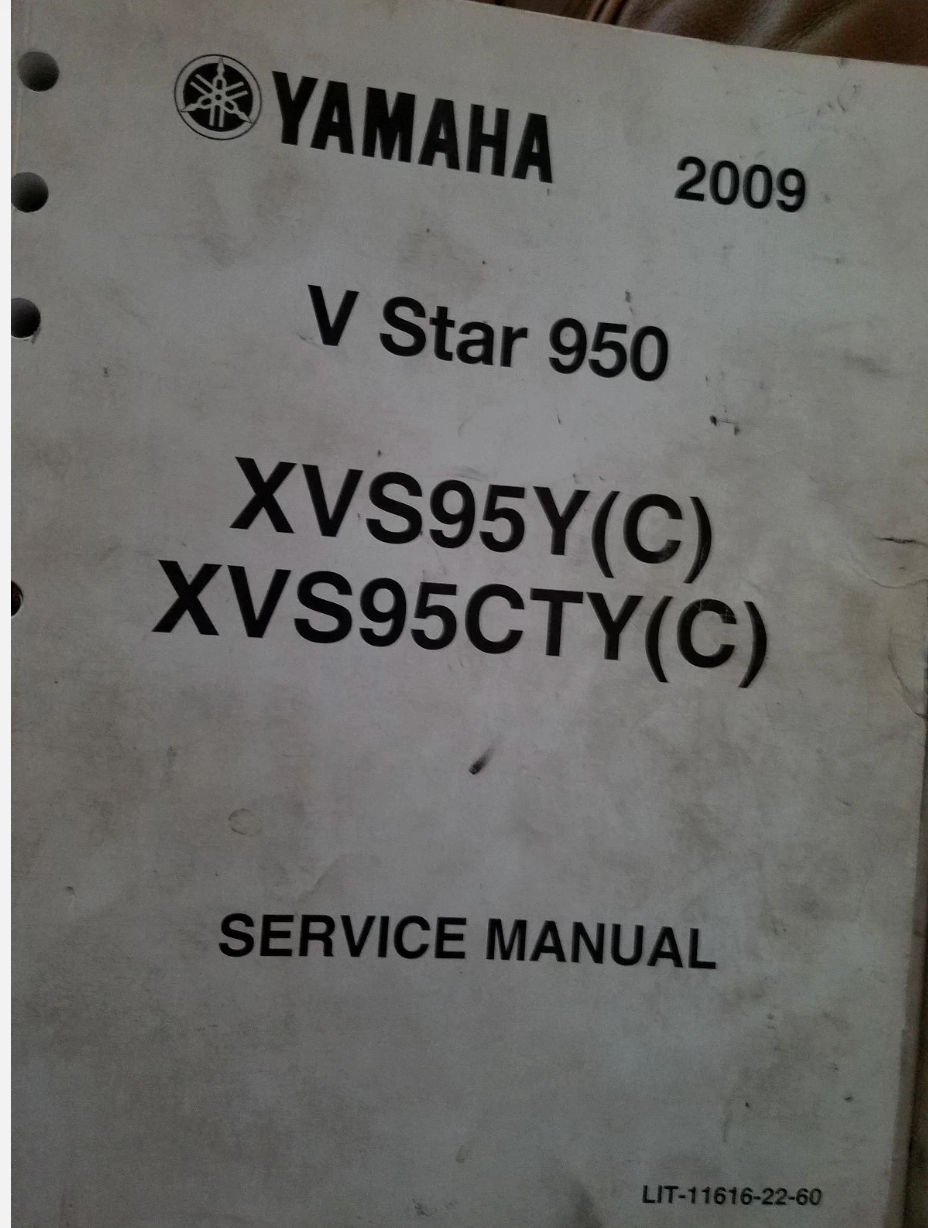 YAMAHA 2009
V Star 950
XVS95Y(C)
XVS95CTY(C)
SERVICE MANUAL
LIT-11616-22-60